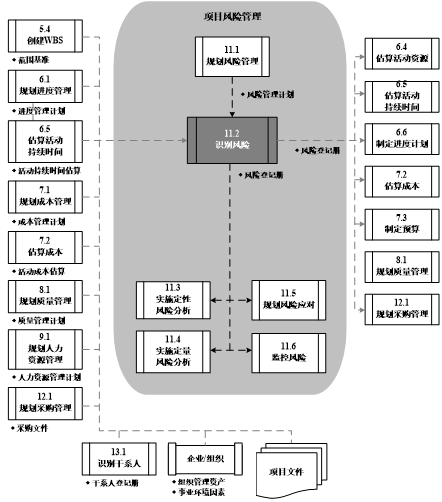 项目风险管理
5.4
创建WBS
◆ 范围基准
6.1
规划进度管理
◆ 进度管理计划
6.5
估算活动
持续时间
◆ 活动持续时间估算
7.1
规划成本管理
◆ 成本管理计划
7.2
估算成本
◆ 活动成本估算
8.1
规划质量管理
◆ 质量管理计划
9.1
规划人力
资源管理
◆ 人力资源管理计划
12.1
规划采购管理
◆ 采购文件
11.1
规划风险管理
◆ 风险管理计划
11.2
识别风险
◆ 风险登记册
◆ 风险登记册
11.3
实施定性
风险分析
11.5
规划风险应对
11.4
实施定量
风险分析
11.6
监控风险
6.4
估算活动资源
6.5
估算活动
持续时间
6.6
制定进度计划
7.2
估算成本
7.3
制定预算
8.1
规划质量管理
12.1
规划采购管理
13.1
识别干系人
◆ 干系人登记册
企业/组织
◆ 组织管理资产
◆ 事业环境因素
项目文件